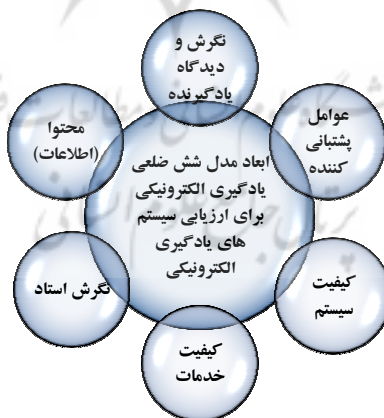 نگرش و
دیدگاه
یادگیرنده
عوامل
پشتبانی
کننده
محتوا
(اطلاعات)
ابعاد مدل شش ضلعی
یادگیری الکترونیکی
برای ارزیابی سیستم
های یادگیری
الکترونیکی
کیفیت
سیستم
نگرش استاد
کیفیت
خدمات